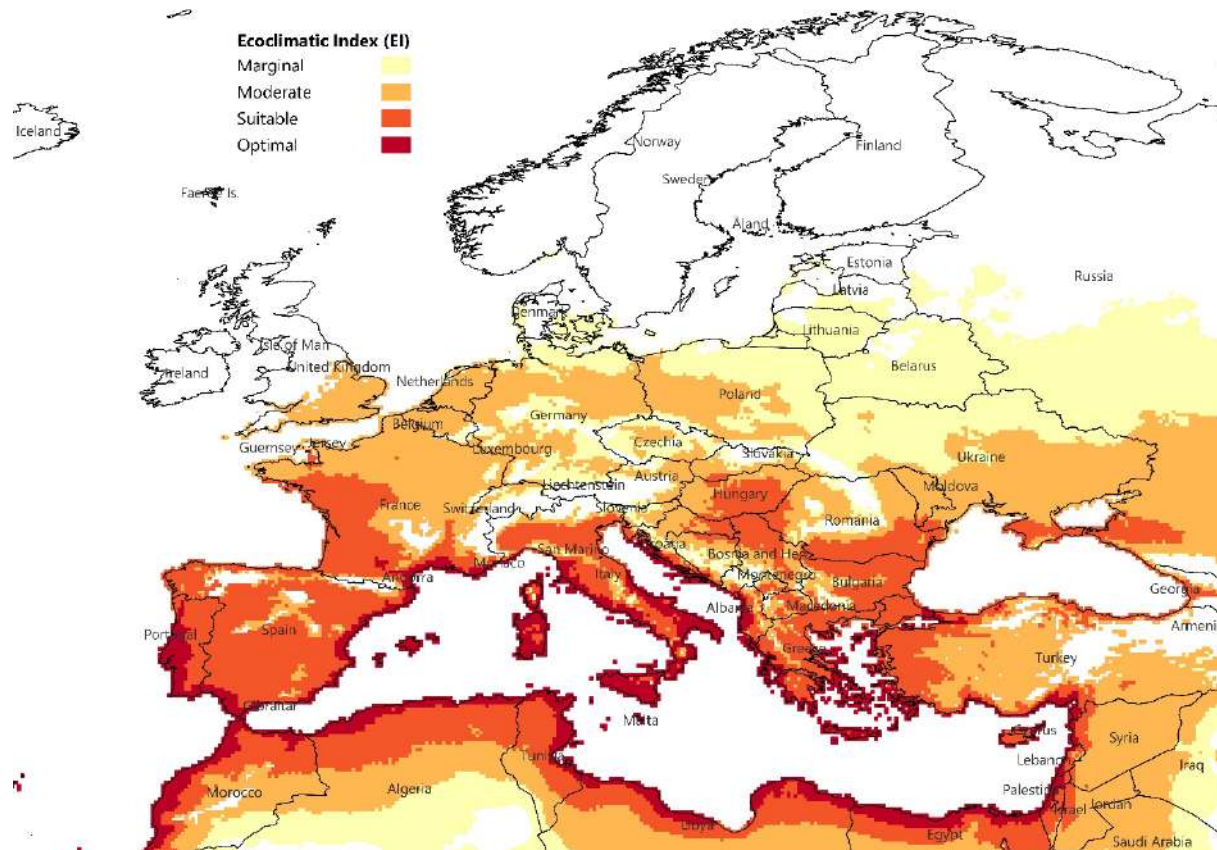 Ecoclimatic Index (EI)
Marginal
Moderate
Suitable
Optimal
Iceland
Norway
Finland
Faeroe Is.
Sweden
Åland
Estonia
Russia
Latvia
Denmark
Lithuania
Isle of Man
United Kingdom
Ireland
Belarus
Netherlands
Poland
Germany
Belgium
Guernsey
Jersey
Luxembourg
Czechia
Slovakia
Ukraine
Austria
Liechtenstein
Hungary
Moldova
France
Switzerland
Slovenia
Romania
Croatia
San Marino
Bosnia and Herz.
Monaco
Italy
Montenegro
Andorra
Bulgaria
Georgia
Albania
Macedonia
Armeni
Portugal
Spain
Greece
Turkey
Gibraltar
Malta
Cyprus
Syria
Tunisia
Lebanon
Iraq
Morocco
Algeria
Palestine
Israel
Jordan
Libya
Egypt
Saudi Arabia